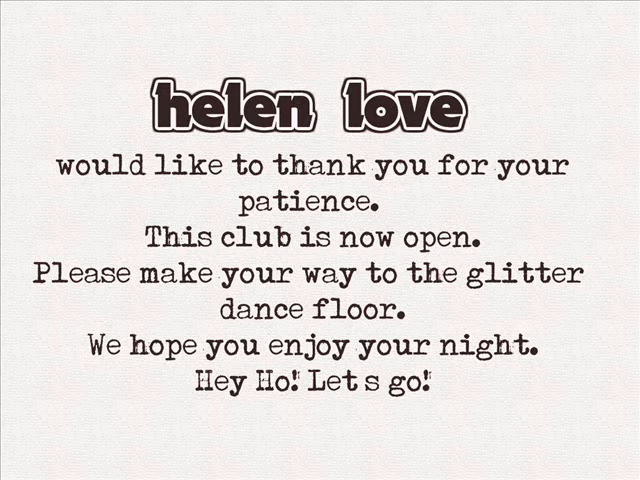 helen love
would like to thank you for your
patience.
This club is now open.
Please make your way to the glitter
dance floor.
We hope you enjoy your night.
Hey Ho! Let s go!